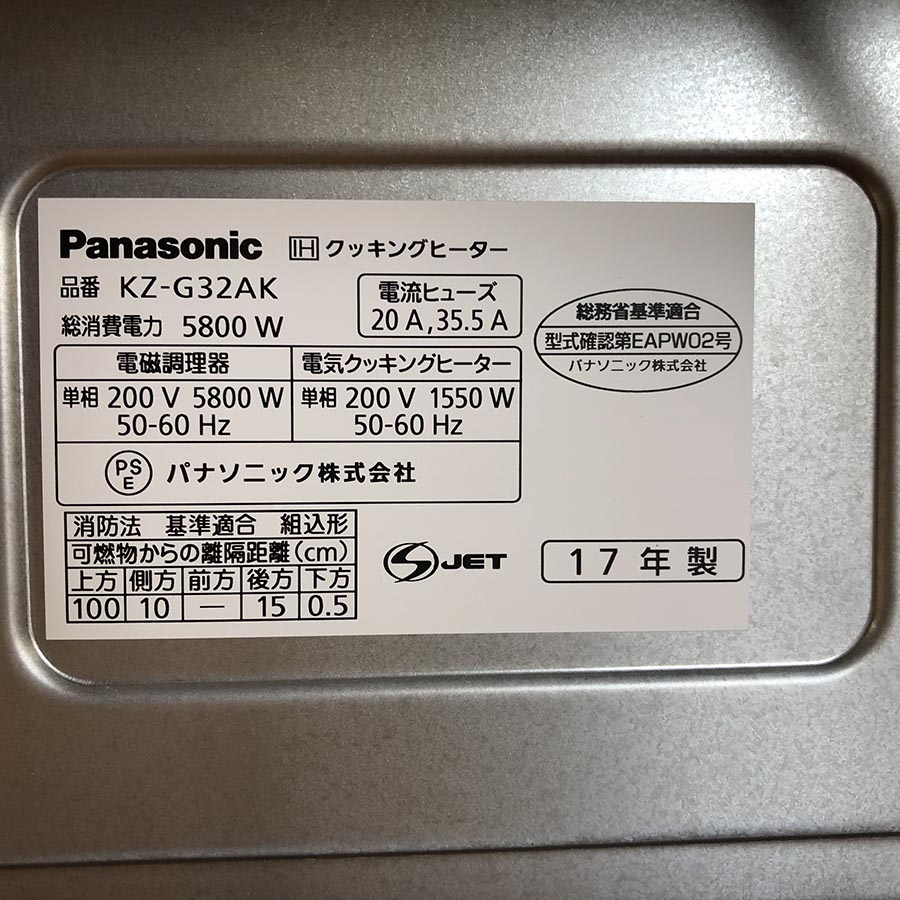 Panasonic IH クッキングヒーター
品番 KZ-G32AK
総消費電力 5800 W
電流ヒューズ
20 A,35.5 A
総務省基準適合
型式確認第EAPW02号
パナソニック株式会社
電磁調理器 電気クッキングヒーター
単相 200 V 5800 W 単相 200 V 1550 W
50-60 Hz 50-60 Hz
PS
E
パナソニック株式会社
消防法 基準適合 組込形
可燃物からの離隔距離(cm)
上方 側方 前方 後方 下方
100 10 — 15 0.5
S JET
17年製